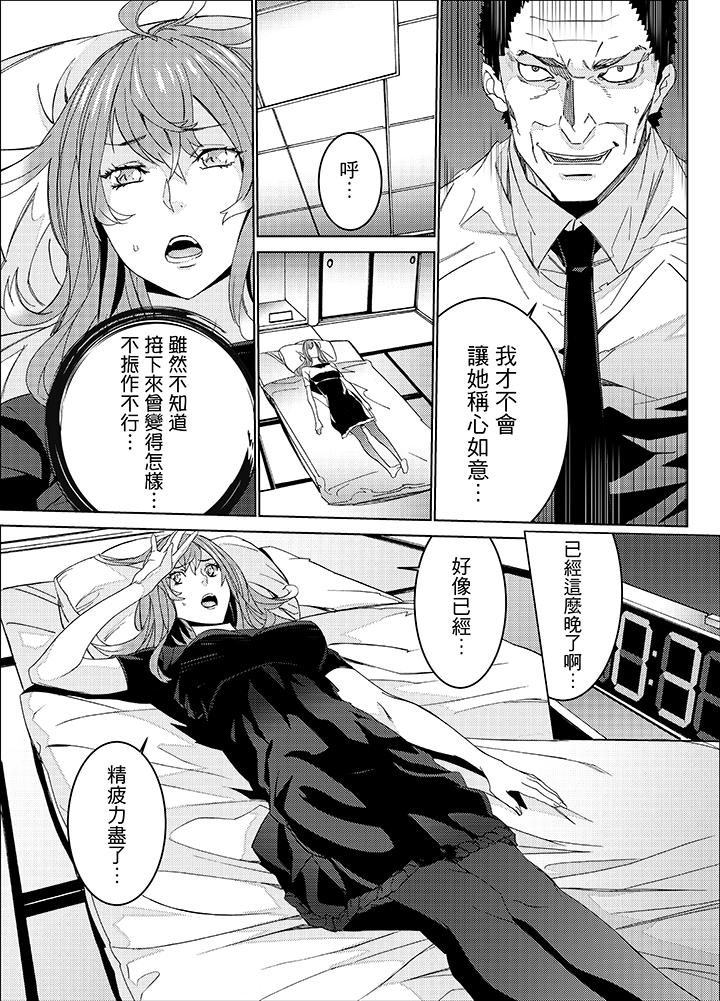 我才不會
讓她稱心如意…
呼…
雖然不知道
接下來會變得怎樣…
不振作不行…
已經這麼晚了啊…
好像已經…
精疲力盡了…